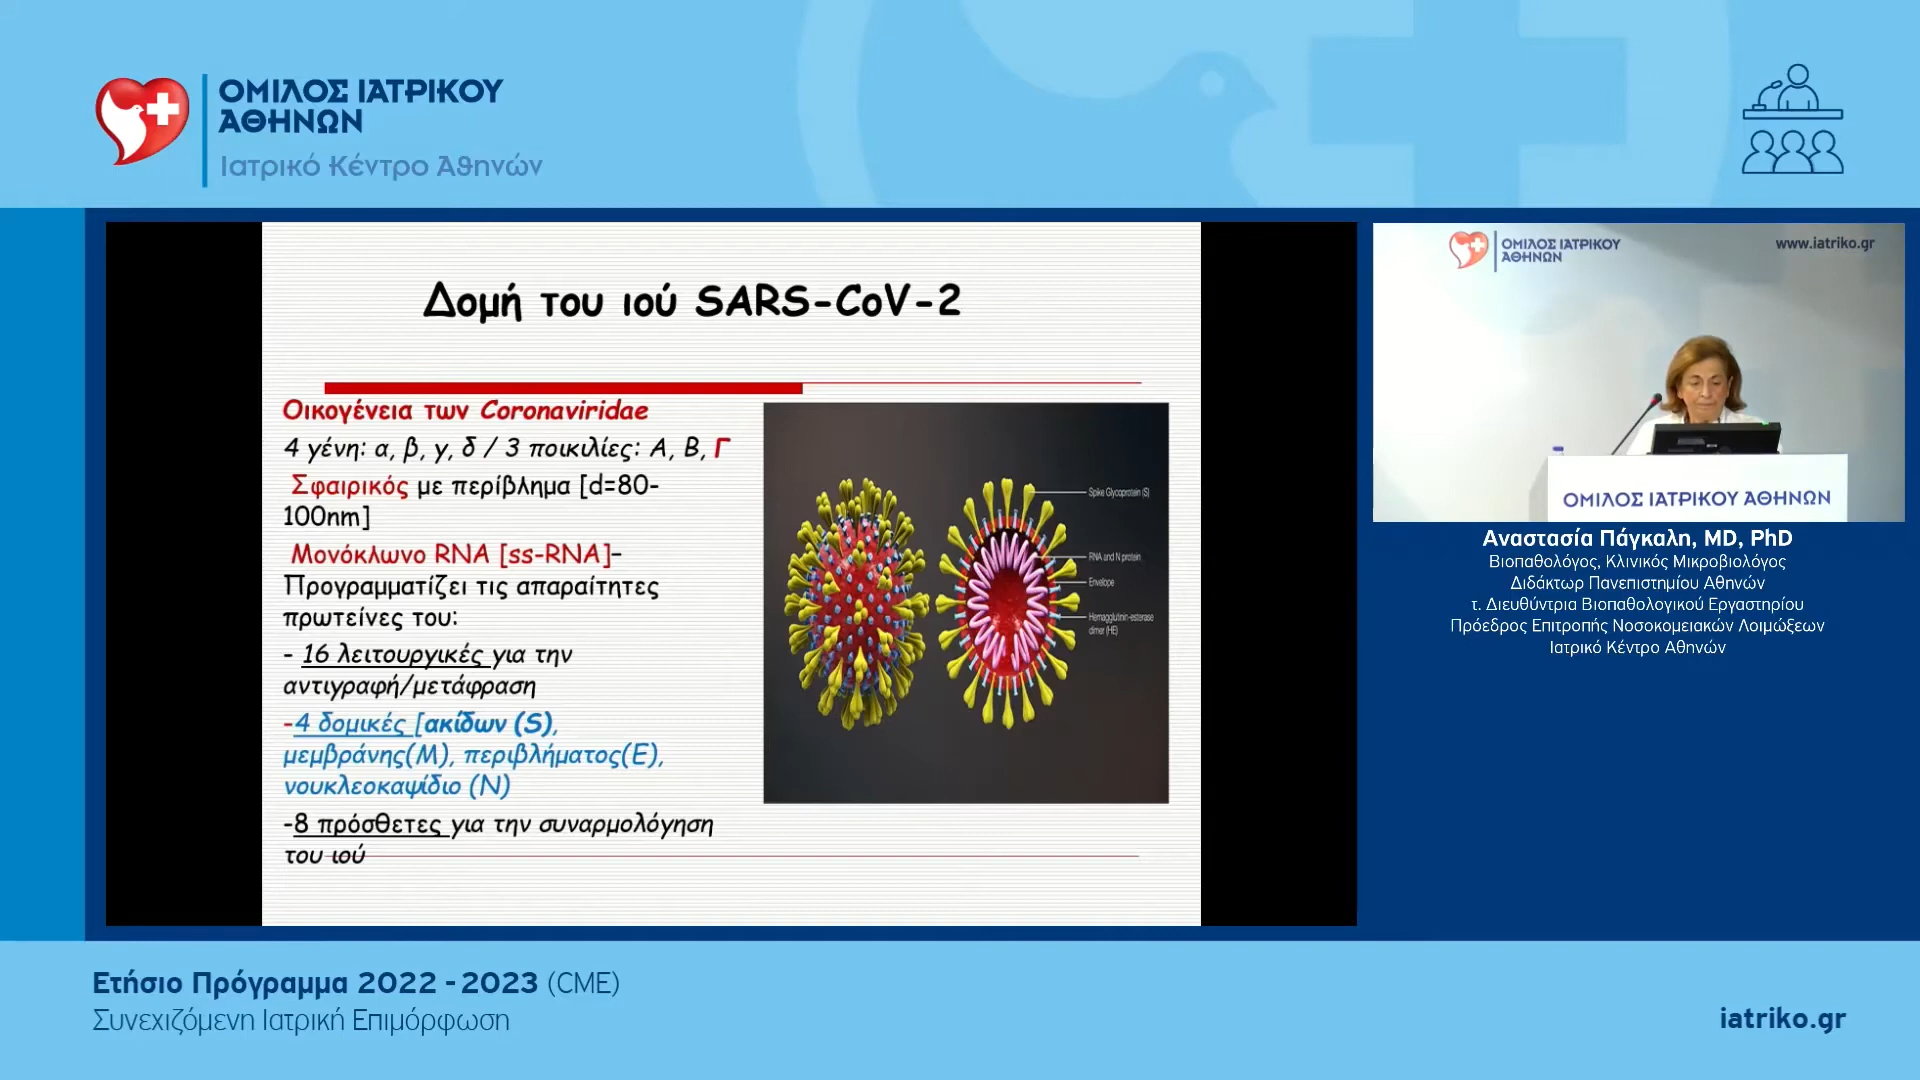 ΟΜΙΛΟΣ ΙΑΤΡΙΚΟΥ
ΑΘΗΝΩΝ
Ιατρικό Κέντρο Αθηνών
Δομή του ιού SARS-CoV-2
Οικογένεια των Coronaviridae
4 γένη: α, β, γ, δ / 3 ποικιλίες: Α, Β, Γ
Σφαιρικός με περίβλημα [d=80-
100nm]
Μονόκλωνο RNA [ss-RNA]–
Προγραμματίζει τις απαραίτητες
πρωτείνες του:
- 16 λειτουργικές για την
αντιγραφή/μετάφραση
-4 δομικές [ακίδων (S),
μεμβράνης(Μ), περιβλήματος(Ε),
νουκλεοκαψίδιο (Ν)
-8 πρόσθετες για την συναρμολόγηση
του ιού
Spike Glycoprotein (S)
RNA and N protein
Envelope
Hemagglutinin-esterase
dimer (HE)
ΟΜΙΛΟΣ ΙΑΤΡΙΚΟΥ
ΑΘΗΝΩΝ
www.iatriko.gr
ΟΜΙΛΟΣ ΙΑΤΡΙΚΟΥ ΑΘΗΝΩΝ
Αναστασία Πάγκαλη, MD, PhD
Βιοπαθολόγος, Κλινικός Μικροβιολόγος
Διδάκτωρ Πανεπιστημίου Αθηνών
τ. Διευθύντρια Βιοπαθολογικού Εργαστηρίου
Πρόεδρος Επιτροπής Νοσοκομειακών Λοιμώξεων
Ιατρικό Κέντρο Αθηνών
Ετήσιο Πρόγραμμα 2022 - 2023 (CME)
Συνεχιζόμενη Ιατρική Επιμόρφωση
iatriko.gr